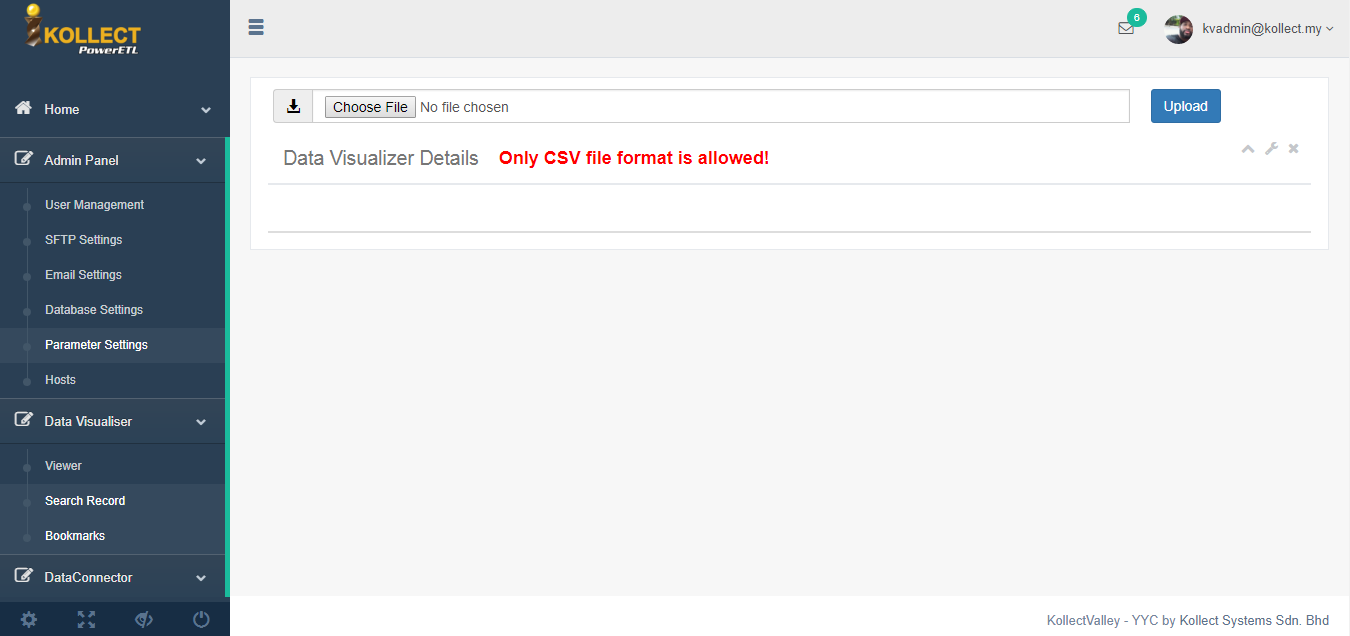 KOLLECT
PowerETL
6
kvadmin@kollect.my
Home
Admin Panel
User Management
SFTP Settings
Email Settings
Database Settings
Parameter Settings
Hosts
Data Visualiser
Viewer
Search Record
Bookmarks
DataConnector
Choose File No file chosen
Upload
Data Visualizer Details Only CSV file format is allowed!
KollectValley - YYC by Kollect Systems Sdn. Bhd